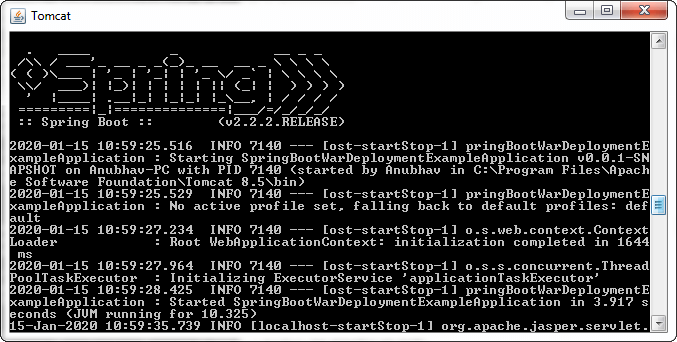 Tomcat
:: Spring Boot ::        (v2.2.2.RELEASE)
2020-01-15 10:59:25.516  INFO 7140 --- [ost-startStop-1] pringBootWarDeploymentE
xampleApplication : Starting SpringBootWarDeploymentExampleApplication v0.0.1-SN
APSHOT on Anubhav-PC with PID 7140 (started by Anubhav in C:\Program Files\Apach
e Software Foundation\Tomcat 8.5\bin)
2020-01-15 10:59:25.529  INFO 7140 --- [ost-startStop-1] pringBootWarDeploymentE
xampleApplication : No active profile set, falling back to default profiles: def
ault
2020-01-15 10:59:27.234  INFO 7140 --- [ost-startStop-1] o.s.web.context.Context
Loader            : Root WebApplicationContext: initialization completed in 1644
 ms
2020-01-15 10:59:27.964  INFO 7140 --- [ost-startStop-1] o.s.s.concurrent.Thread
PoolTaskExecutor  : Initializing ExecutorService 'applicationTaskExecutor'
2020-01-15 10:59:28.425  INFO 7140 --- [ost-startStop-1] pringBootWarDeploymentE
xampleApplication : Started SpringBootWarDeploymentExampleApplication in 3.917 s
econds (JVM running for 10.325)
15-Jan-2020 10:59:35.739 INFO [localhost-startStop-1] org.apache.jasper.servlet.